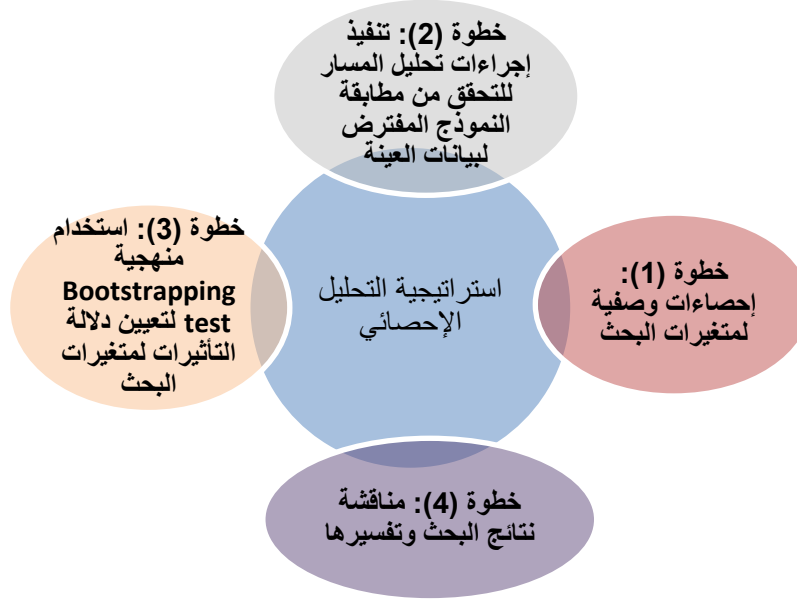 خطوة (2): تنفيذ
إجراءات تحليل المسار
للتحقق من مطابقة
النموذج المفترض
لبيانات العينة
خطوة (1):
إحصاءات وصفية
لمتغيرات البحث
استراتيجية التحليل
الإحصائي
خطوة (3): استخدام
منهجية
Bootstrapping
test لتعيين دلالة
التأثيرات لمتغيرات
البحث
خطوة (4): مناقشة
نتائج البحث وتفسيرها